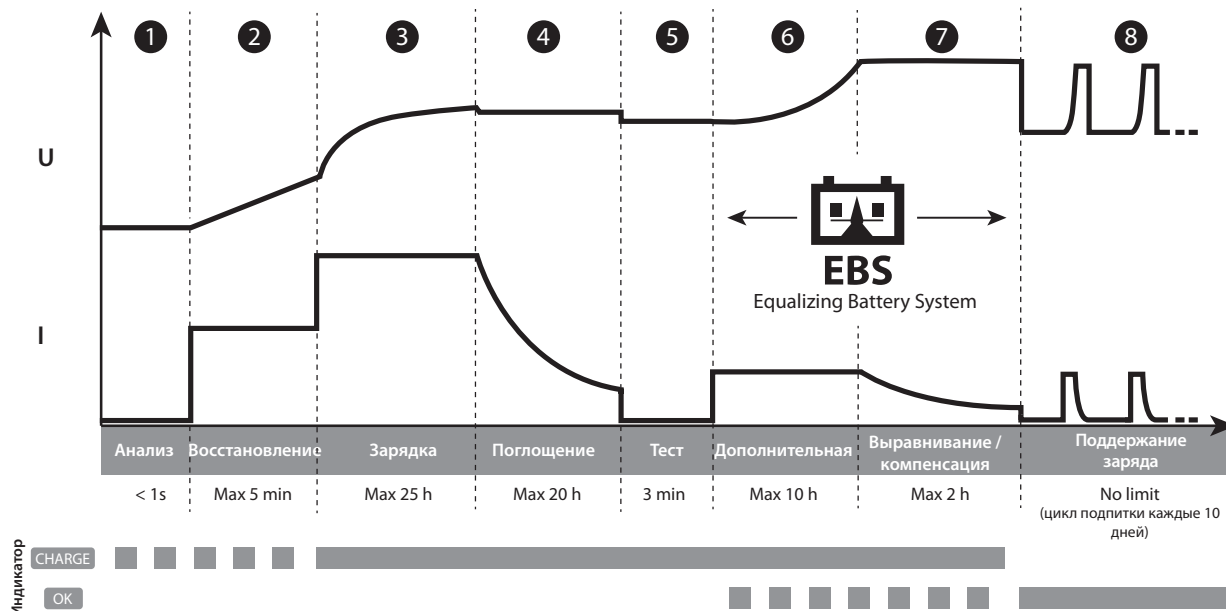 1 2 3 4 5 6 7 8
U
EBS
Equalizing Battery System
I
Анализ Восстановление Зарядка Поглощение Тест Дополнительная Выравнивание / Поддержание
компенсация заряда
< 1s Max 5 min Max 25 h Max 20 h 3 min Max 10 h Max 2 h No limit
(цикл подпитки каждые 10
дней)
Индикатор
CHARGE
OK